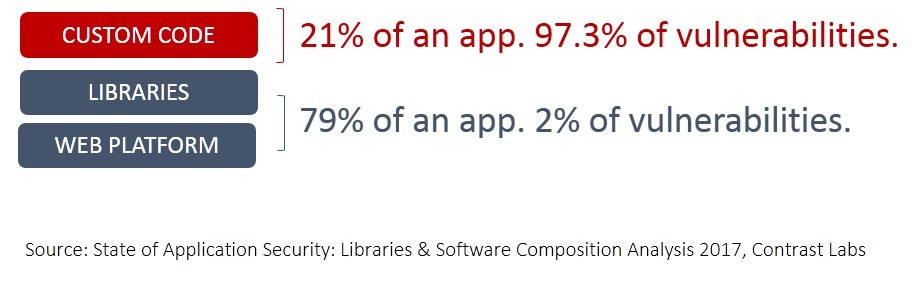 CUSTOM CODE
21% of an app. 97.3% of vulnerabilities.
LIBRARIES
WEB PLATFORM
79% of an app. 2% of vulnerabilities.
Source: State of Application Security: Libraries & Software Composition Analysis 2017, Contrast Labs